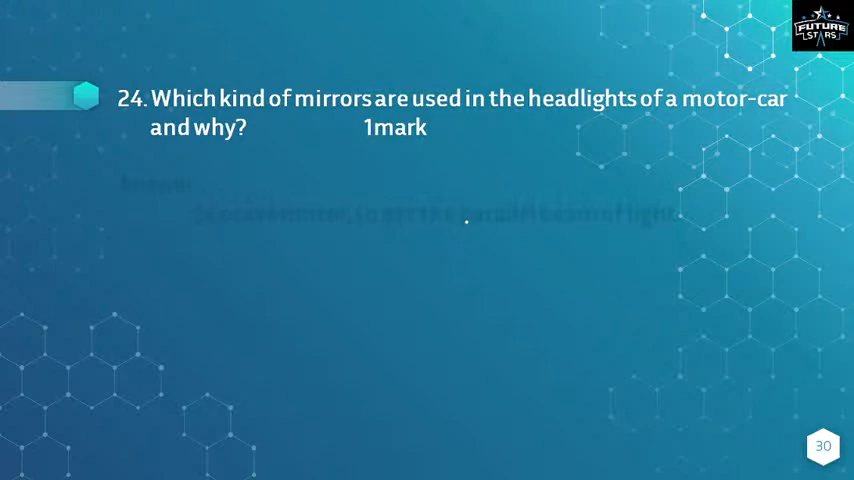 FUTURE
STARS
24. Which kind of mirrors are used in the headlights of a motor-car
and why? 1mark
30